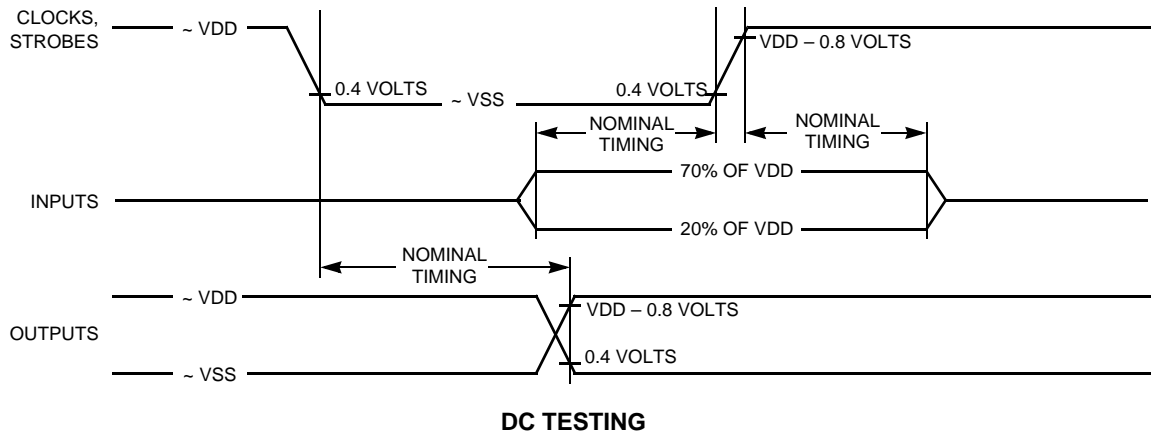 CLOCKS,
STROBES
~ VDD
VDD – 0.8 VOLTS
0.4 VOLTS
~ VSS
0.4 VOLTS
NOMINAL
TIMING
NOMINAL
TIMING
70% OF VDD
INPUTS
20% OF VDD
NOMINAL
TIMING
~ VDD
VDD – 0.8 VOLTS
OUTPUTS
0.4 VOLTS
~ VSS
DC TESTING